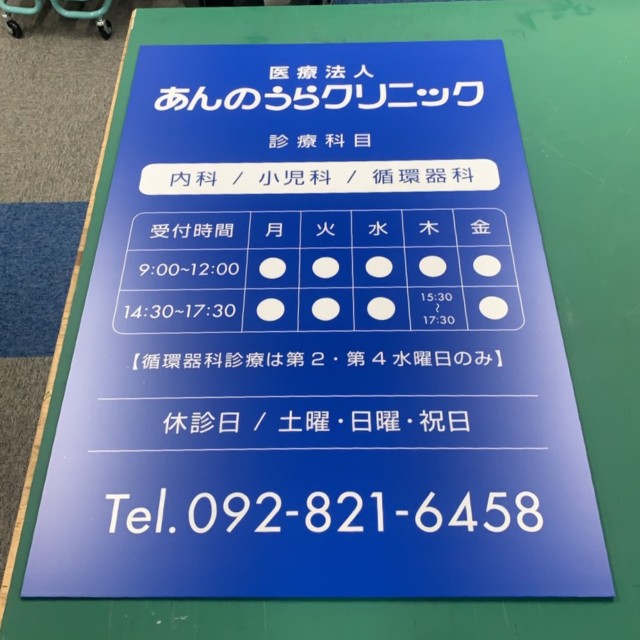 医療法人
あんのうらクリニック
診療科目
内科 / 小児科 / 循環器科
受付時間 月 火 水 木 金
9:00~12:00 ● ● ● ● ●
14:30~17:30 ● ● ● 15:30~17:30 ●
【循環器科診療は第2・第4水曜日のみ】
休診日 / 土曜・日曜・祝日
Tel. 092-821-6458